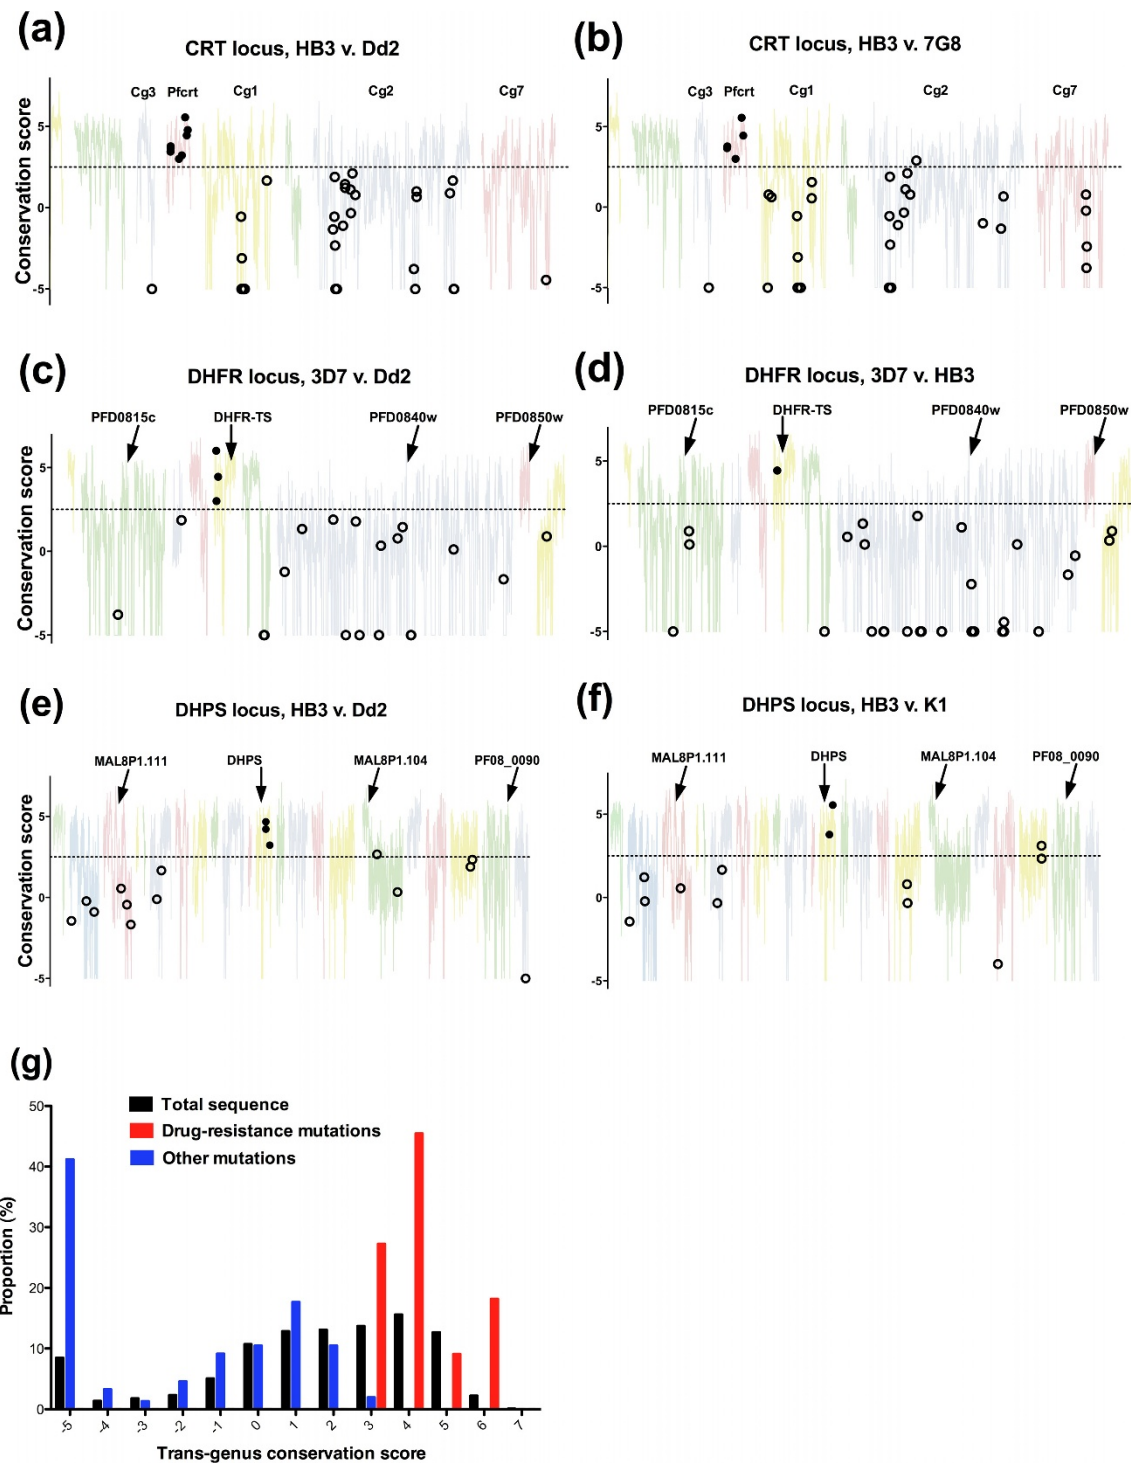 (a)
CRT locus, HB3 v. Dd2
Cg3 Pfcrt Cg1 Cg2 Cg7
Conservation score
5
0
-5
(b)
CRT locus, HB3 v. 7G8
Cg3 Pfcrt Cg1 Cg2 Cg7
5
0
-5
(c)
DHFR locus, 3D7 v. Dd2
PFD0815c DHFR-TS PFD0840w PFD0850w
Conservation score
5
0
-5
(d)
DHFR locus, 3D7 v. HB3
PFD0815c DHFR-TS PFD0840w PFD0850w
5
0
-5
(e)
DHPS locus, HB3 v. Dd2
MAL8P1.111 DHPS MAL8P1.104 PF08_0090
Conservation score
5
0
-5
(f)
DHPS locus, HB3 v. K1
MAL8P1.111 DHPS MAL8P1.104 PF08_0090
5
0
-5
(g)
Total sequence
Drug-resistance mutations
Other mutations
Proportion (%)
50
40
30
20
10
0
-5 -4 -3 -2 -1 0 1 2 3 4 5 6 7
Trans-genus conservation score